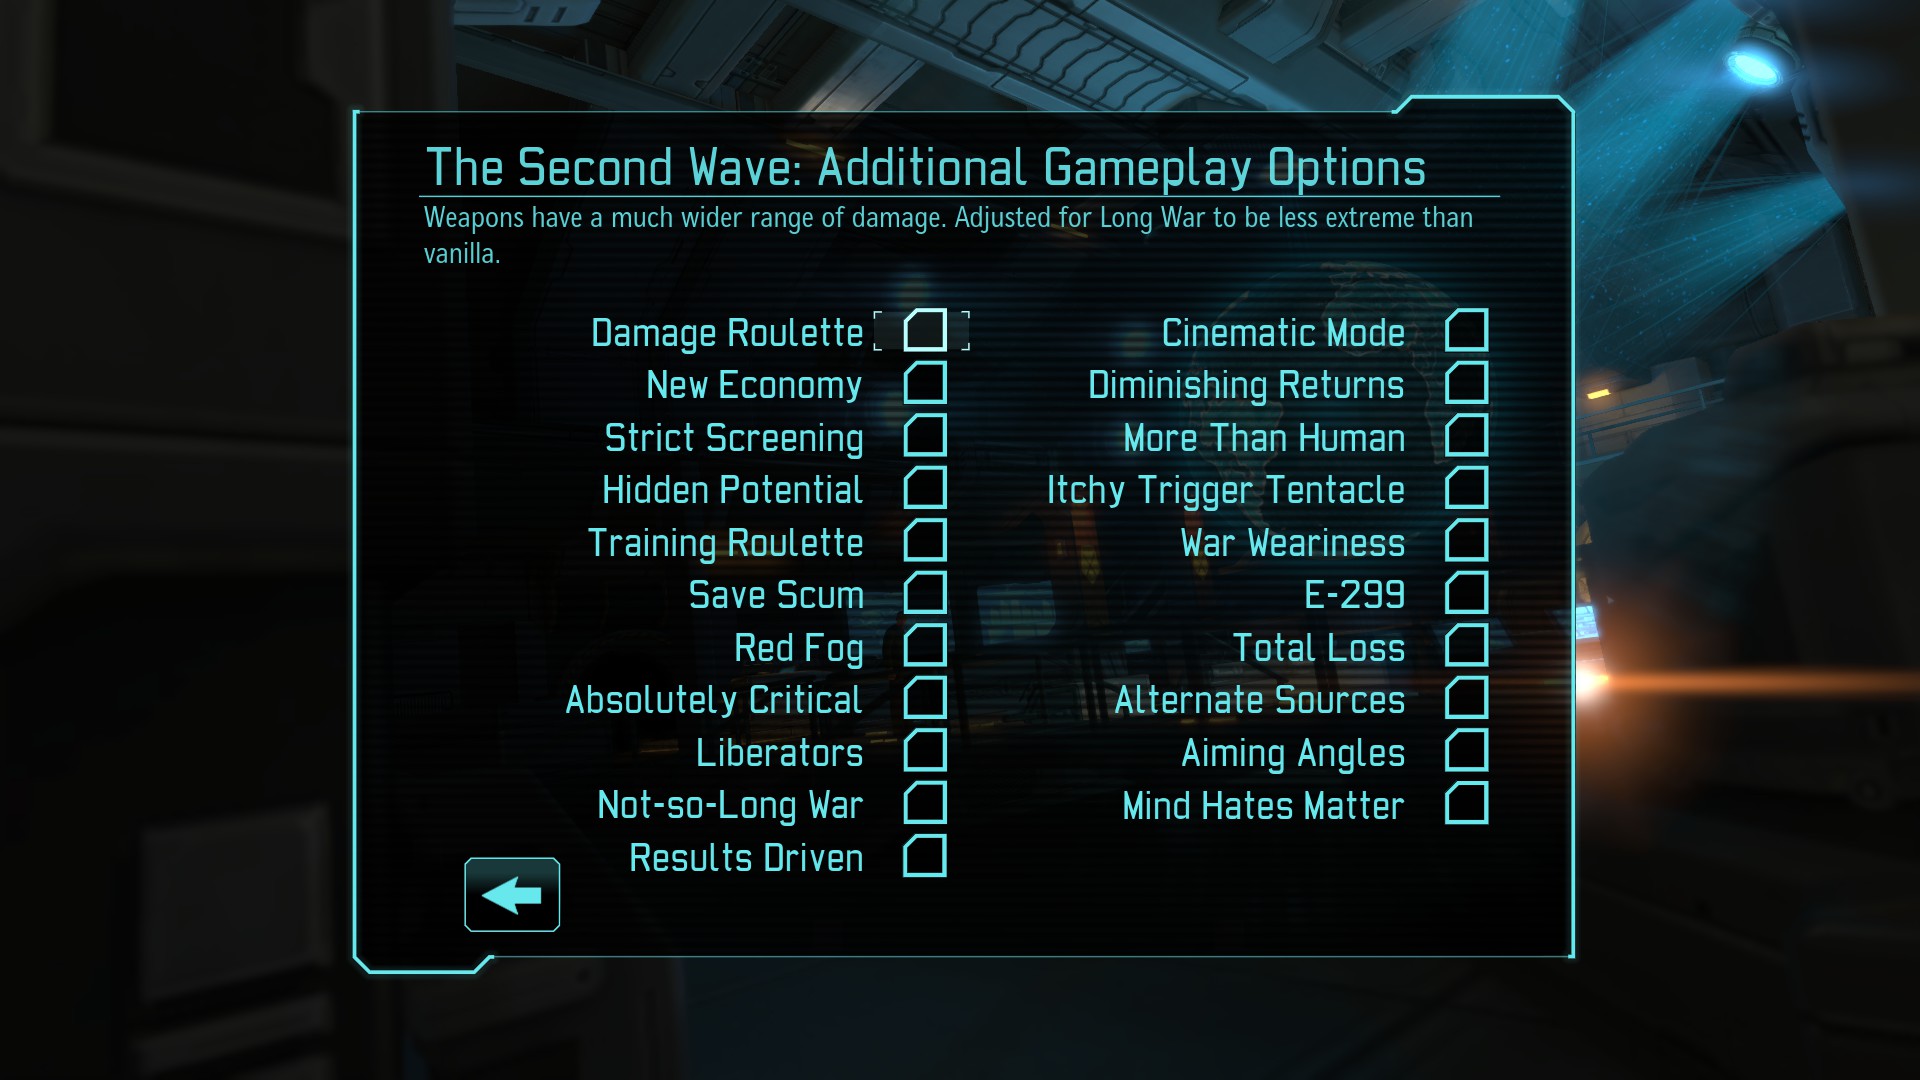 The Second Wave: Additional Gameplay Options
Weapons have a much wider range of damage. Adjusted for Long War to be less extreme than
vanilla.
Damage Roulette
New Economy
Strict Screening
Hidden Potential
Training Roulette
Save Scum
Red Fog
Absolutely Critical
Liberators
Not-so-Long War
Results Driven
Cinematic Mode
Diminishing Returns
More Than Human
Itchy Trigger Tentacle
War Weariness
E-299
Total Loss
Alternate Sources
Aiming Angles
Mind Hates Matter